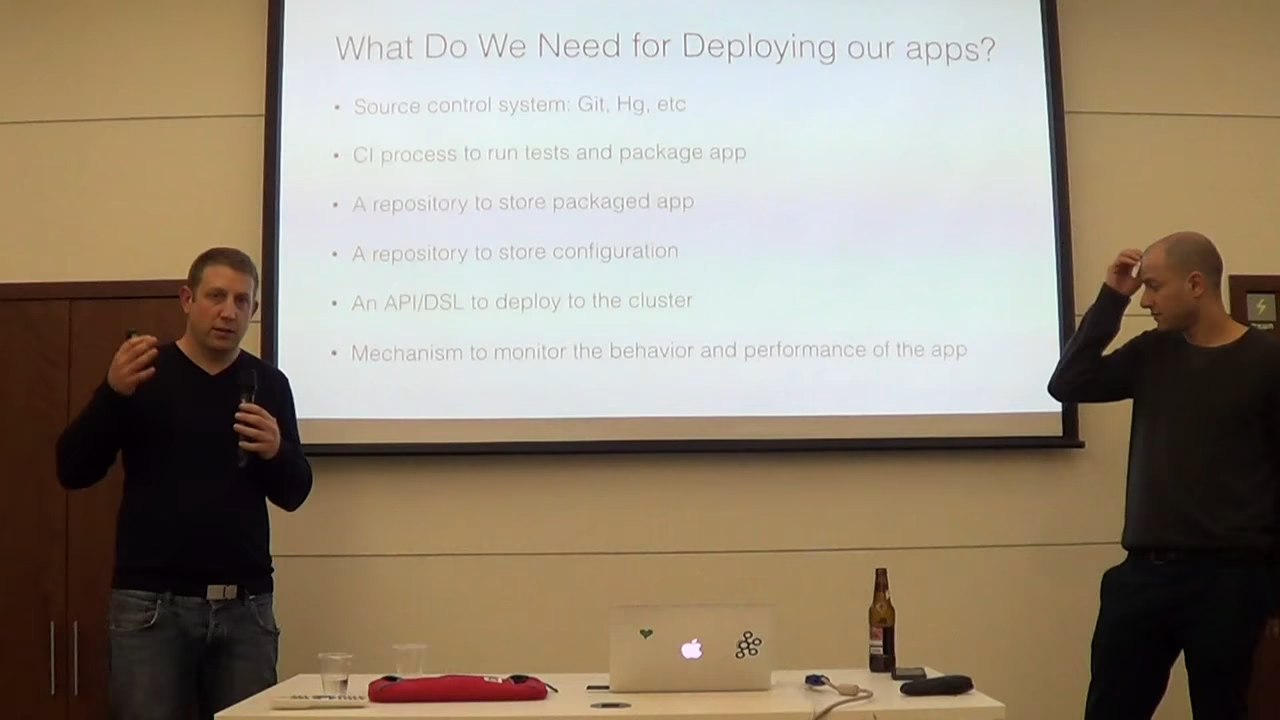 What Do We Need for Deploying our apps?
• Source control system: Git, Hg, etc
• CI process to run tests and package app
• A repository to store packaged app
• A repository to store configuration
• An API/DSL to deploy to the cluster
• Mechanism to monitor the behavior and performance of the app